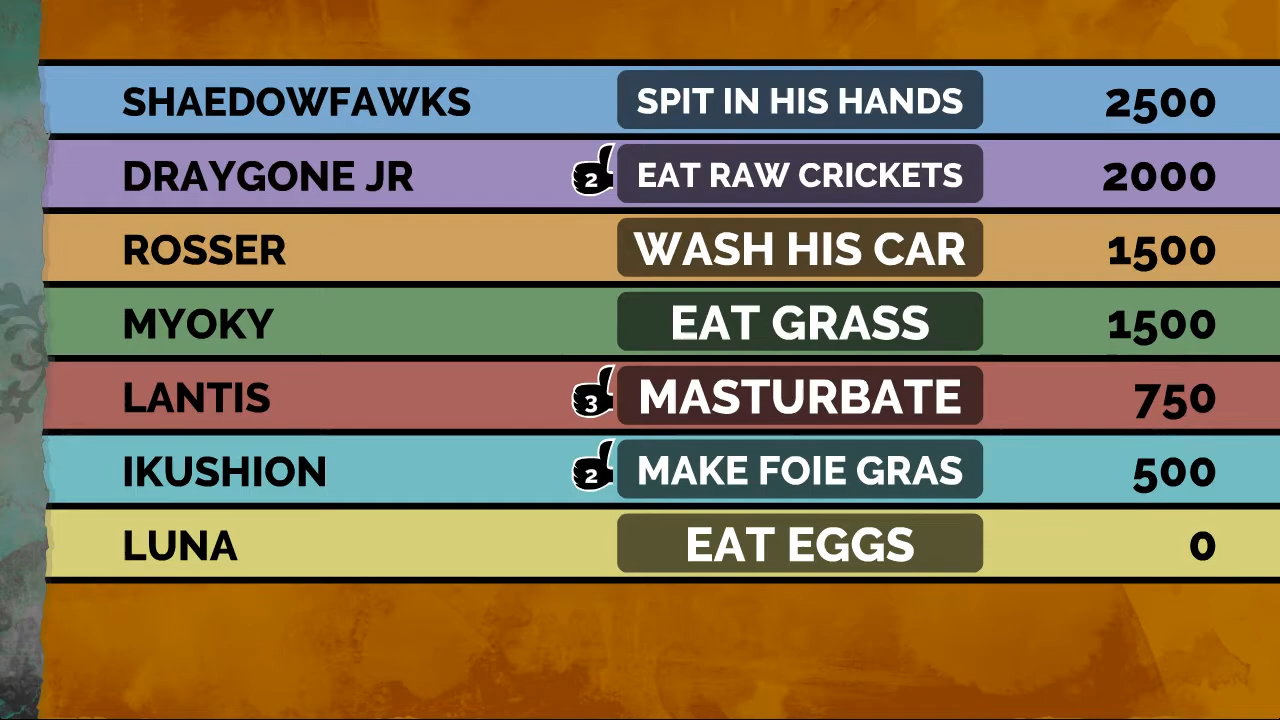 SHAEDOWFAWKS SPIT IN HIS HANDS 2500
DRAYGONE JR 2 EAT RAW CRICKETS 2000
ROSSER WASH HIS CAR 1500
MYOKY EAT GRASS 1500
LANTIS 3 MASTURBATE 750
IKUSHION 2 MAKE FOIE GRAS 500
LUNA EAT EGGS 0